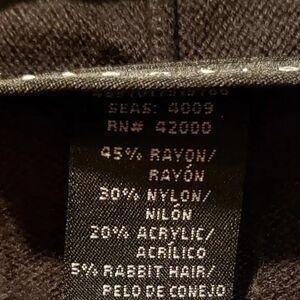 SEAS: 4009
RN# 42000
45% RAYON/
RAYÓN
30% NYLON/
NILÓN
20% ACRYLIC/
ACRÍLICO
5% RABBIT HAIR/
PELO DE CONEJO